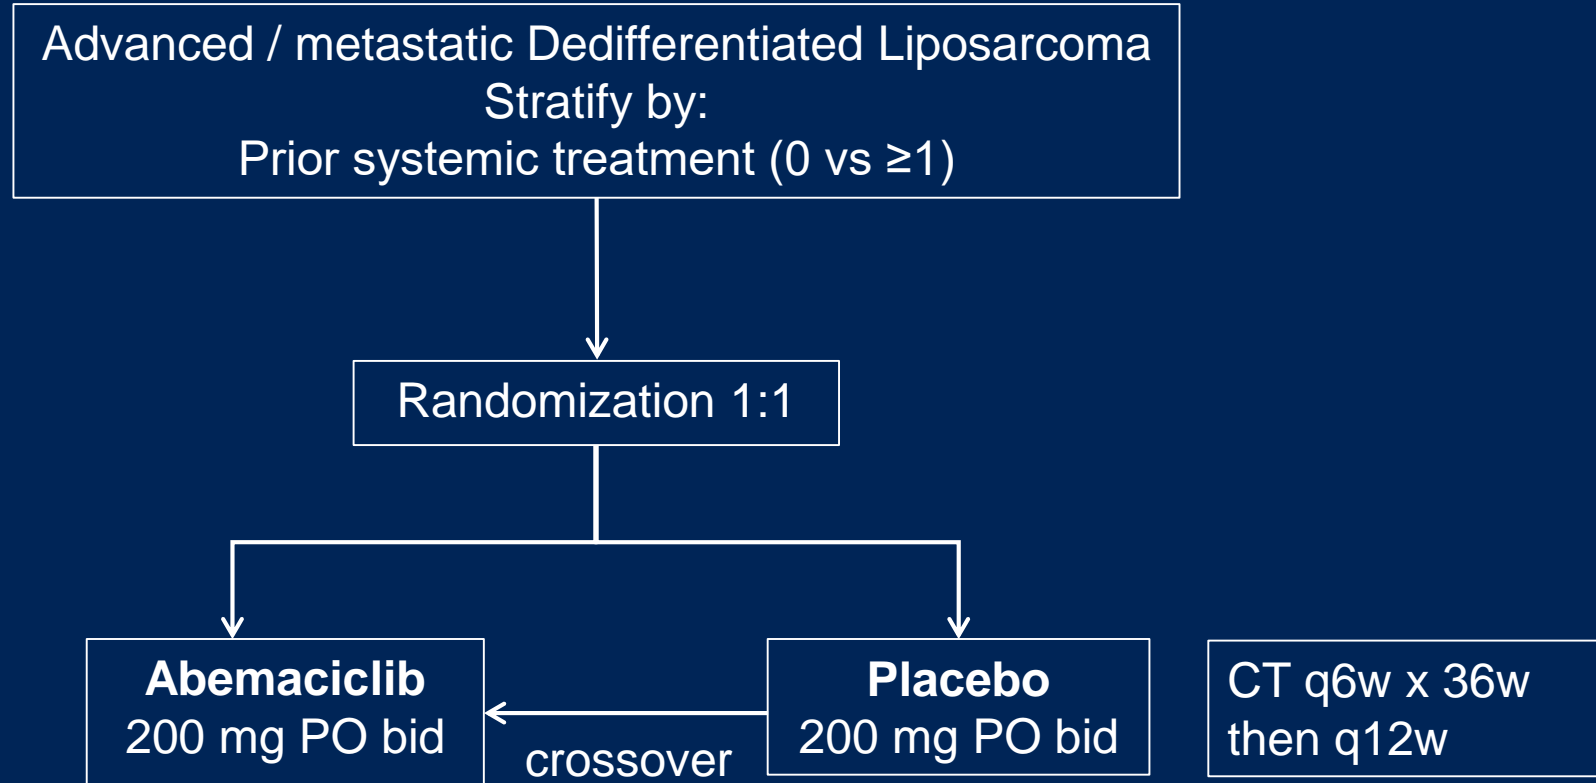 Advanced / metastatic Dedifferentiated Liposarcoma
Stratify by:
Prior systemic treatment (0 vs ≥1)
Randomization 1:1
Abemaciclib
200 mg PO bid
crossover
Placebo
200 mg PO bid
CT q6w x 36w
then q12w